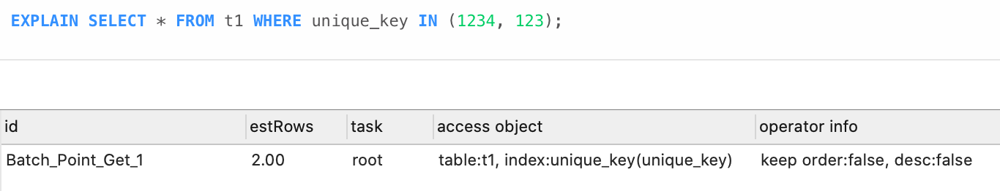 EXPLAIN SELECT * FROM t1 WHERE unique_key IN (1234, 123);
id estRows task access object operator info
Batch_Point_Get_1 2.00 root table:t1, index:unique_key(unique_key) keep order:false, desc:false